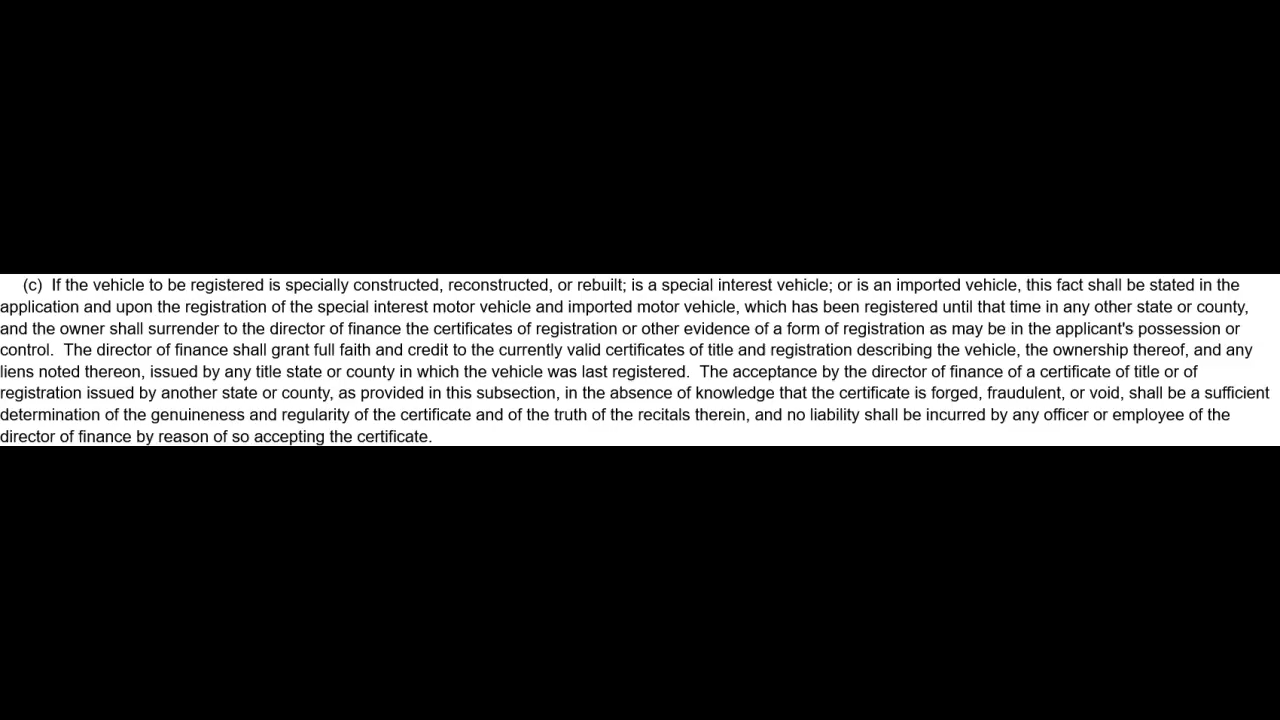 (c)  If the vehicle to be registered is specially constructed, reconstructed, or rebuilt; is a special interest vehicle; or is an imported vehicle, this fact shall be stated in the
application and upon the registration of the special interest motor vehicle and imported motor vehicle, which has been registered until that time in any other state or county,
and the owner shall surrender to the director of finance the certificates of registration or other evidence of a form of registration as may be in the applicant's possession or
control.  The director of finance shall grant full faith and credit to the currently valid certificates of title and registration describing the vehicle, the ownership thereof, and any
liens noted thereon, issued by any title state or county in which the vehicle was last registered.  The acceptance by the director of finance of a certificate of title or of
registration issued by another state or county, as provided in this subsection, in the absence of knowledge that the certificate is forged, fraudulent, or void, shall be a sufficient
determination of the genuineness and regularity of the certificate and of the truth of the recitals therein, and no liability shall be incurred by any officer or employee of the
director of finance by reason of so accepting the certificate.